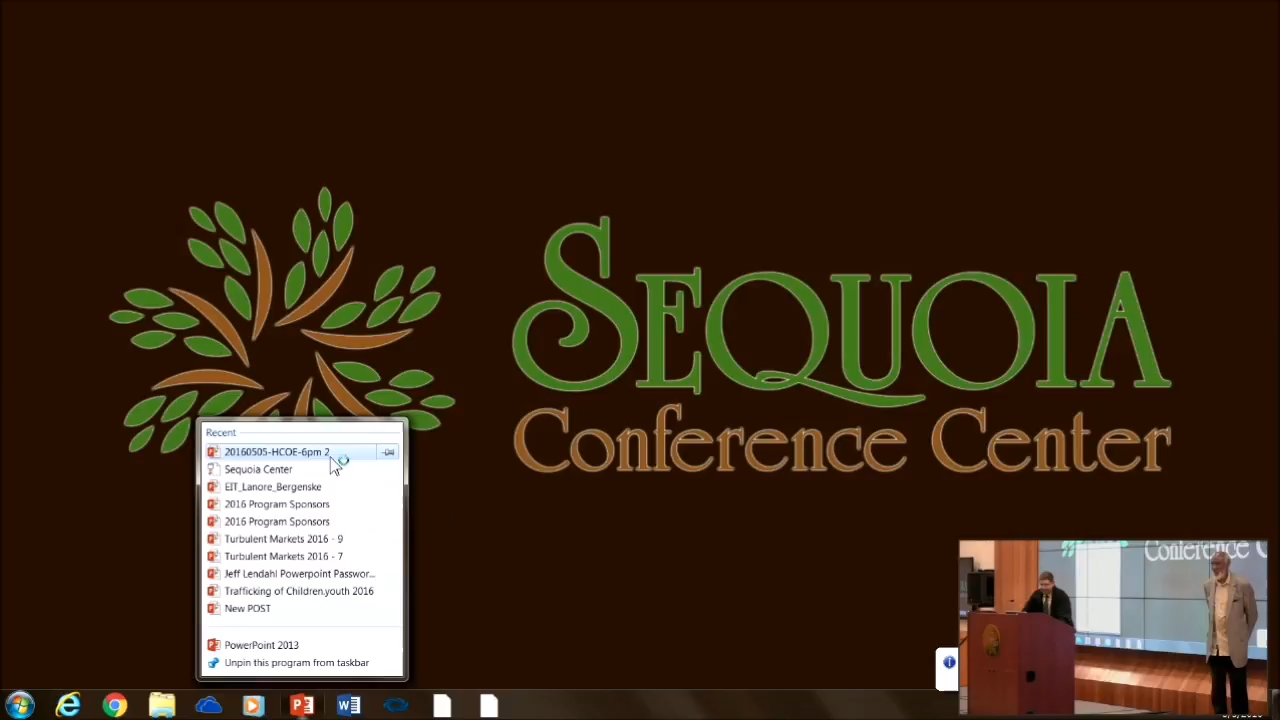 SEQUOIA
Conference Center
Recent
20160505-HCOE-6pm 2
Sequoia Center
EIT_Lanore_Bergenske
2016 Program Sponsors
2016 Program Sponsors
Turbulent Markets 2016 - 9
Turbulent Markets 2016 - 7
Jeff Lendahl Powerpoint Passwor...
Trafficking of Children.youth 2016
New POST
PowerPoint 2013
Unpin this program from taskbar
Conference C